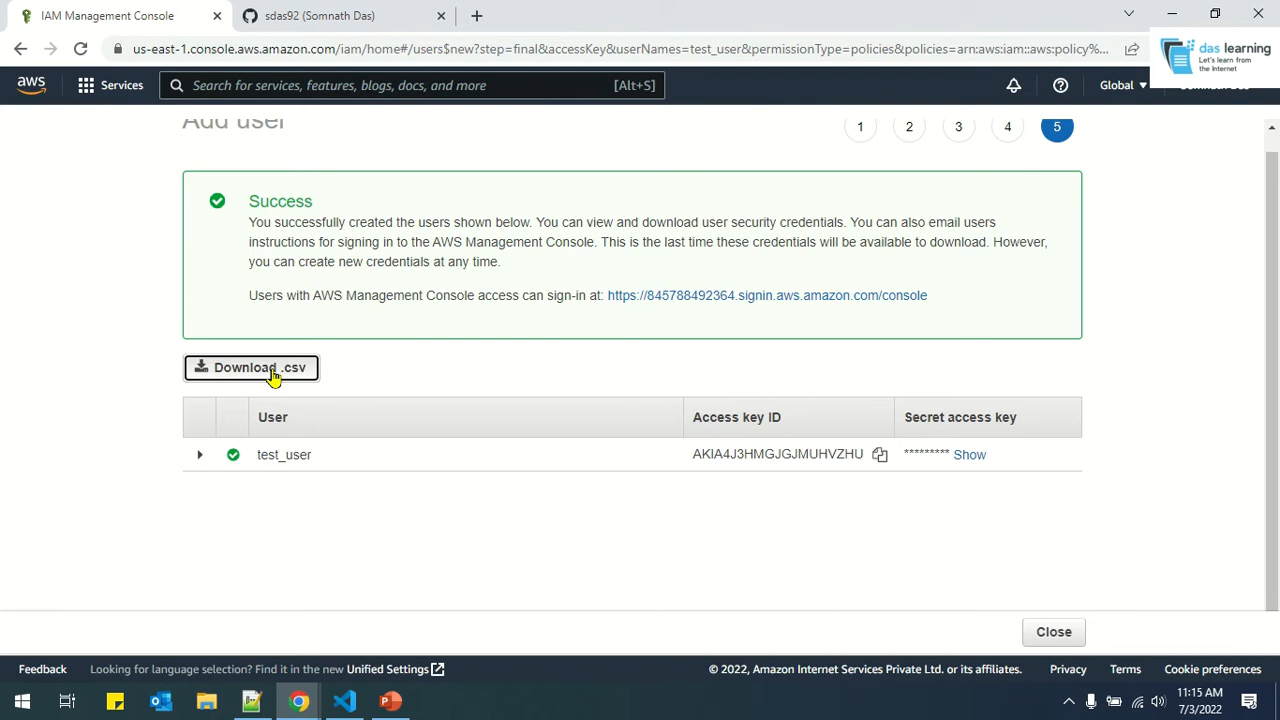 IAM Management Console
sdas92 (Somnath Das)
us-east-1.console.aws.amazon.com/iam/home#/users$new?step=final&accessKey&userNames=test_user&permissionType=policies&policies=arn:aws:iam::aws:policy%...
das learning
Let's learn from
the Internet
aws
Services
Search for services, features, blogs, docs, and more
[Alt+S]
Global
Add user
1
2
3
4
5
Success
You successfully created the users shown below. You can view and download user security credentials. You can also email users
instructions for signing in to the AWS Management Console. This is the last time these credentials will be available to download. However,
you can create new credentials at any time.
Users with AWS Management Console access can sign-in at: https://845788492364.signin.aws.amazon.com/console
Download .csv
User
Access key ID
Secret access key
test_user
AKIA4J3HMGJGJMUHVZHU
********* Show
Close
Feedback
Looking for language selection? Find it in the new Unified Settings
© 2022, Amazon Internet Services Private Ltd. or its affiliates.
Privacy
Terms
Cookie preferences
11:15 AM
7/3/2022